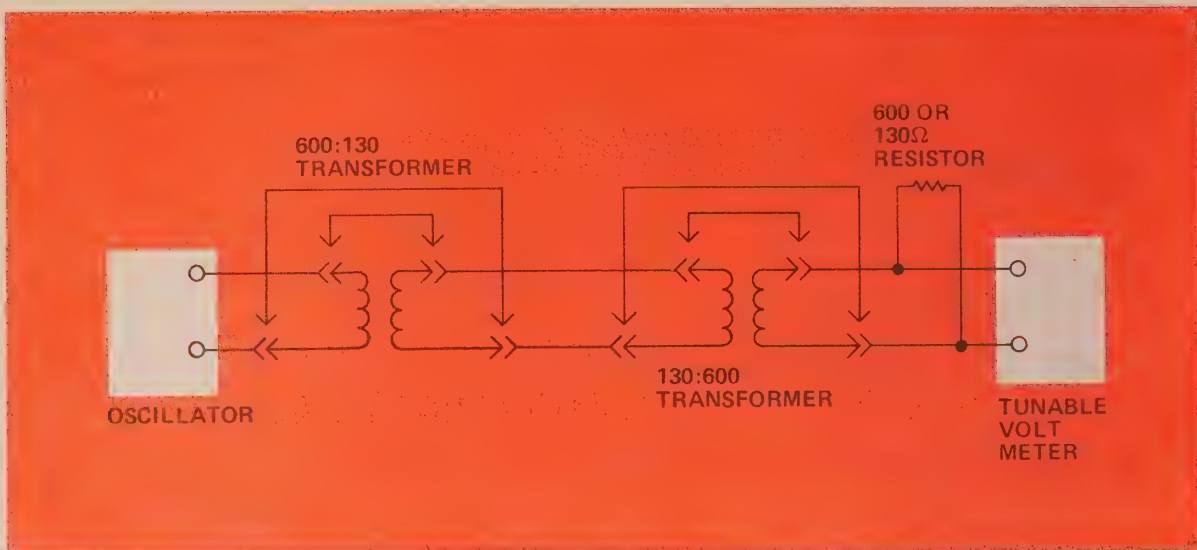 600:130
TRANSFORMER
600 OR
130Ω
RESISTOR
OSCILLATOR
130:600
TRANSFORMER
TUNABLE
VOLT
METER